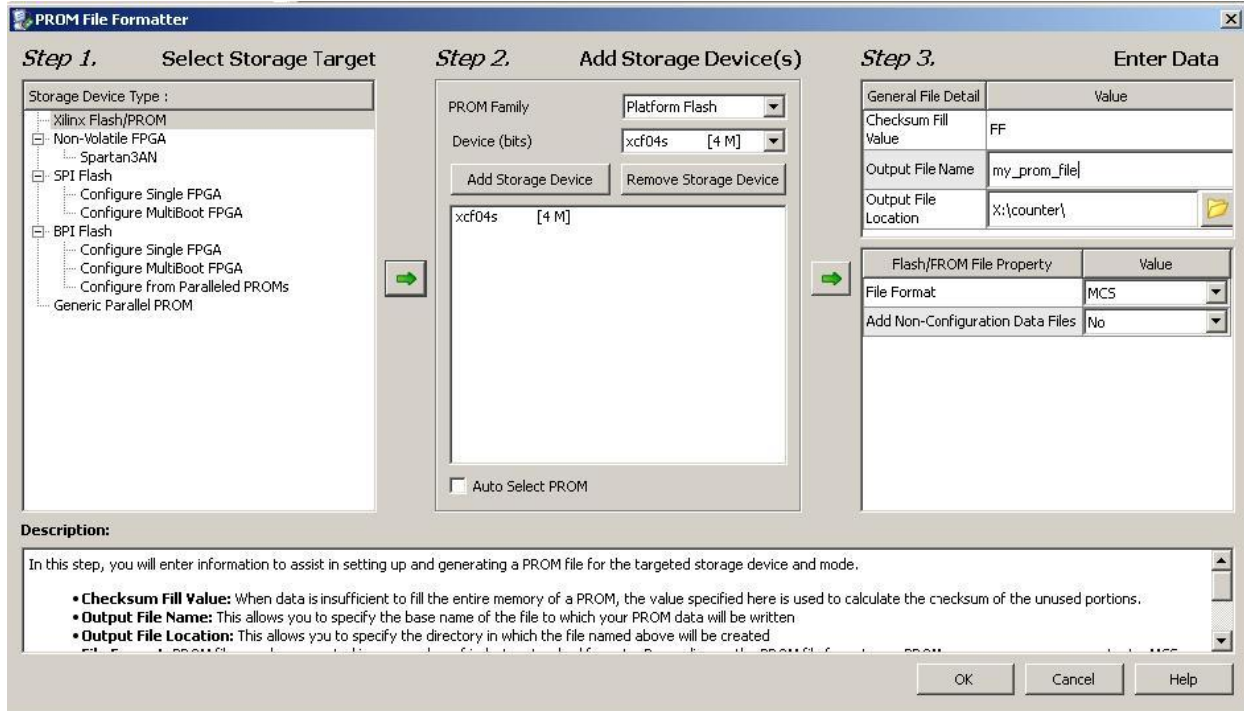 PROM File Formatter
Step 1. Select Storage Target
Storage Device Type :
Xilinx Flash/PROM
Non-Volatile FPGA
Spartan3AN
SPI Flash
Configure Single FPGA
Configure MultiBoot FPGA
BPI Flash
Configure Single FPGA
Configure MultiBoot FPGA
Configure from Paralleled PROMs
Generic Parallel PROM
Step 2. Add Storage Device(s)
PROM Family Platform Flash
Device (bits) xcf04s [4 M]
Add Storage Device Remove Storage Device
xcf04s [4 M]
Auto Select PROM
Step 3. Enter Data
General File Detail Value
Checksum Fill
Value FF
Output File Name my_prom_file
Output File
Location X:\counter\
Flash/PROM File Property Value
File Format MCS
Add Non-Configuration Data Files No
Description:
In this step, you will enter information to assist in setting up and generating a PROM file for the targeted storage device and mode.
• Checksum Fill Value: When data is insufficient to fill the entire memory of a PROM, the value specified here is used to calculate the checksum of the unused portions.
• Output File Name: This allows you to specify the base name of the file to which your PROM data will be written
• Output File Location: This allows you to specify the directory in which the file named above will be created
OK Cancel Help